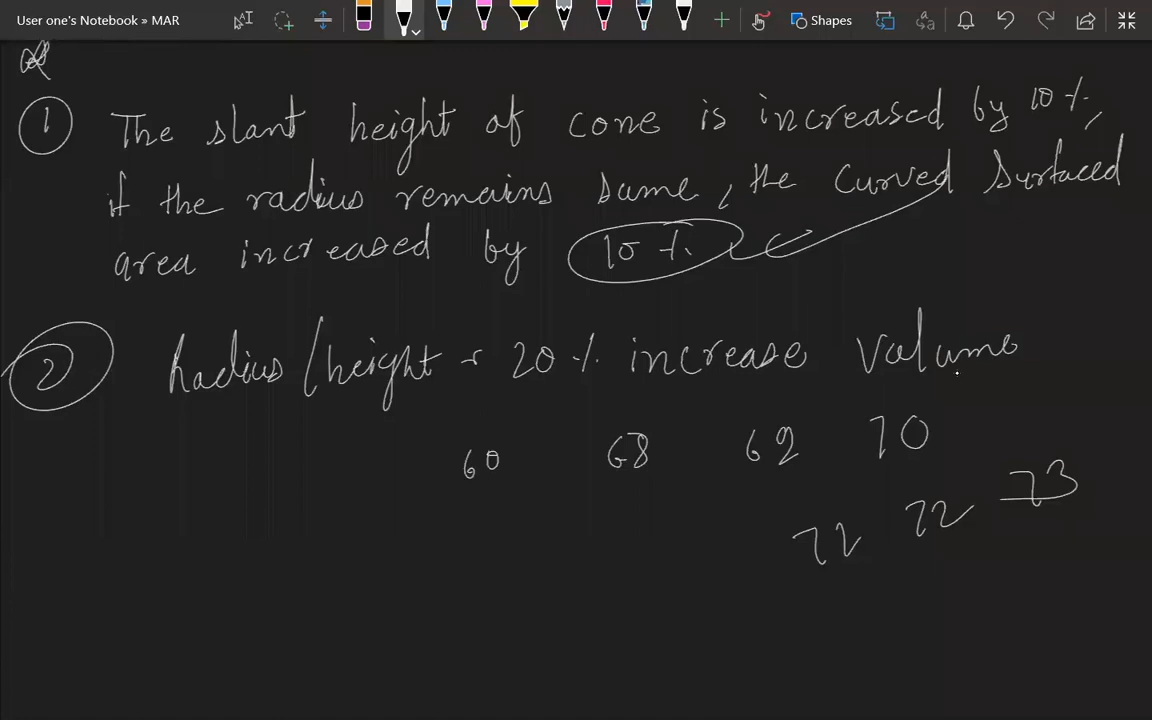 User one's Notebook » MAR
Shapes
1 The slant height of cone is increased by 10%,
if the radius remains same, the curved surfaced
area increased by 10%
2 Radius/height 20% increase Volume
60 68 62 70
72 72 73